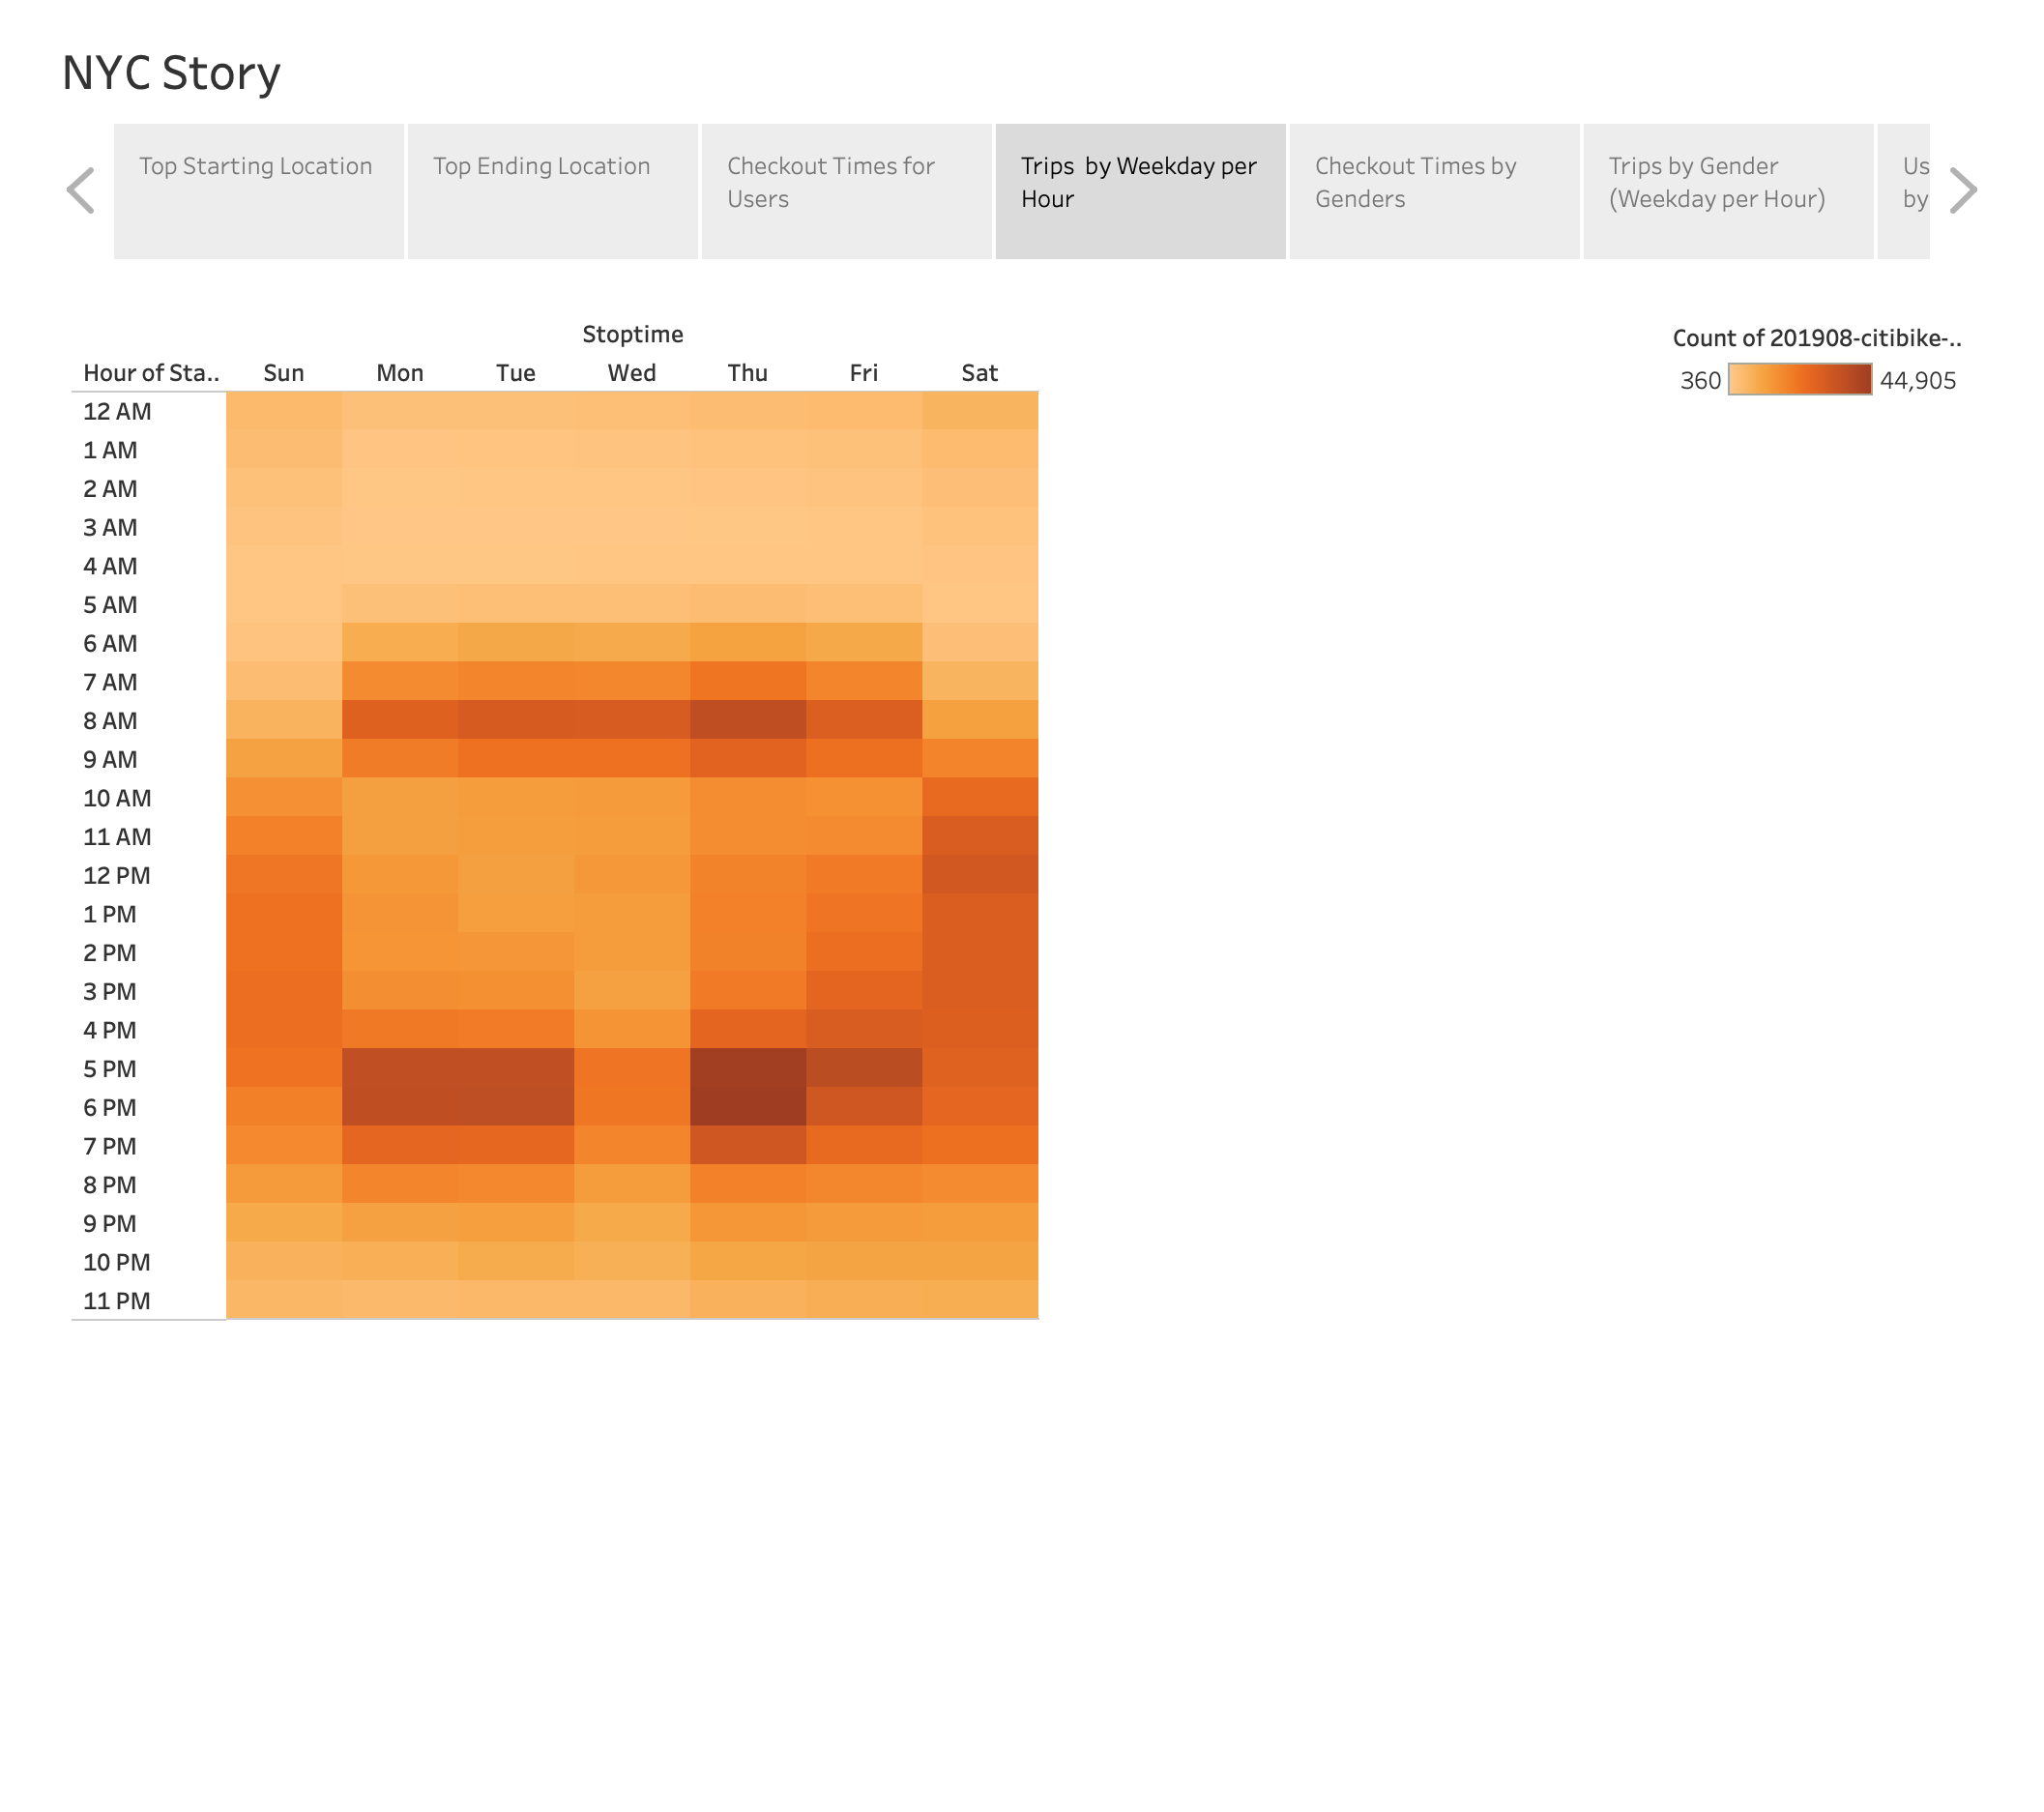 NYC Story
Top Starting Location
Top Ending Location
Checkout Times for
Users
Trips by Weekday per
Hour
Checkout Times by
Genders
Trips by Gender
(Weekday per Hour)
Us
by
Stoptime
Hour of Sta.. Sun Mon Tue Wed Thu Fri Sat
12 AM
1 AM
2 AM
3 AM
4 AM
5 AM
6 AM
7 AM
8 AM
9 AM
10 AM
11 AM
12 PM
1 PM
2 PM
3 PM
4 PM
5 PM
6 PM
7 PM
8 PM
9 PM
10 PM
11 PM
Count of 201908-citibike-..
360 44,905